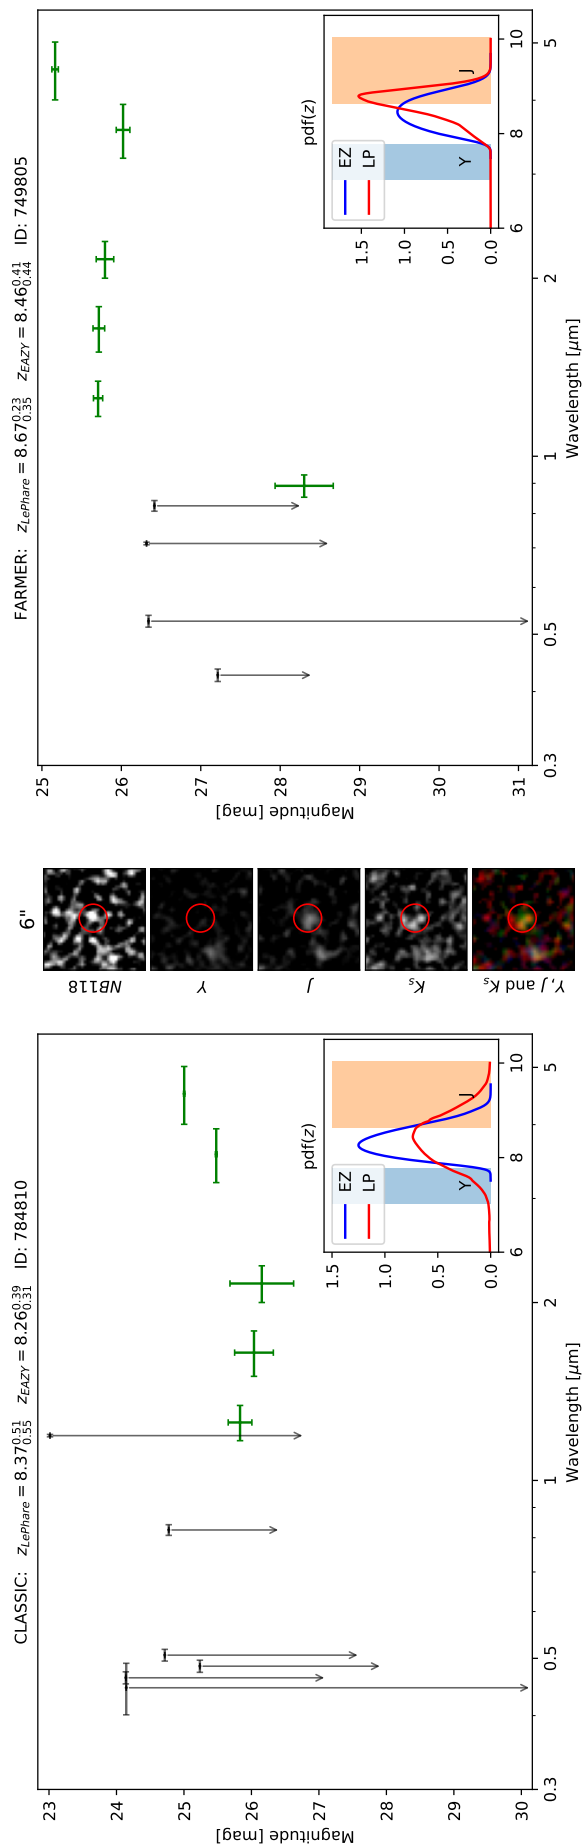 CLASSIC: z_LePhare = 8.37^0.51_0.55 z_EAZY = 8.26^0.39_0.31 ID: 784810
Magnitude [mag]
23
24
25
26
27
28
29
30
0.3
0.5
1
2
5
Wavelength [μm]
pdf(z)
EZ
LP
Y
J
0.0
0.5
1.0
1.5
6
8
10
9"
NB118
Y
J
K_s
Y, J and K_s
FARMER: z_LePhare = 8.67^0.23_0.35 z_EAZY = 8.46^0.41_0.44 ID: 749805
Magnitude [mag]
25
26
27
28
29
30
31
0.3
0.5
1
2
5
Wavelength [μm]
pdf(z)
EZ
LP
Y
J
0.0
0.5
1.0
1.5
6
8
10